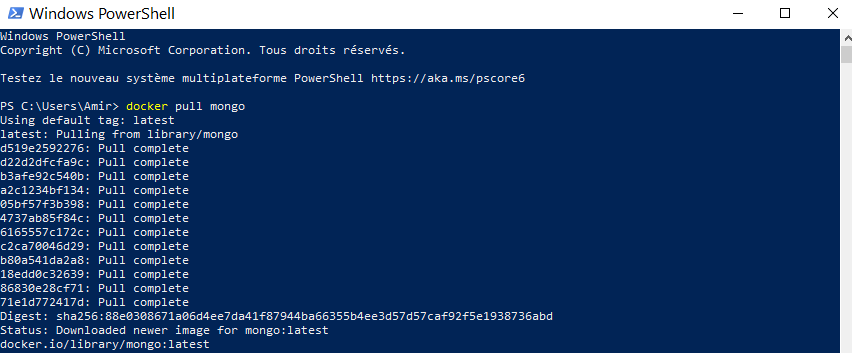 Windows PowerShell
Windows PowerShell
Copyright (C) Microsoft Corporation. Tous droits réservés.
Testez le nouveau système multiplateforme PowerShell https://aka.ms/pscore6
PS C:\Users\Amir> docker pull mongo
Using default tag: latest
latest: Pulling from library/mongo
d519e2592276: Pull complete
d22d2dfcfa9c: Pull complete
b3afe92c540b: Pull complete
a2c1234bf134: Pull complete
05bf57f3b398: Pull complete
4737ab85f84c: Pull complete
6165557c172c: Pull complete
c2ca70046d29: Pull complete
b80a541da2a8: Pull complete
18edd0c32639: Pull complete
86830e28cf71: Pull complete
71e1d772417d: Pull complete
Digest: sha256:88e0308671a06d4ee7da41f87944ba66355b4ee3d57d57caf92f5e1938736abd
Status: Downloaded newer image for mongo:latest
docker.io/library/mongo:latest